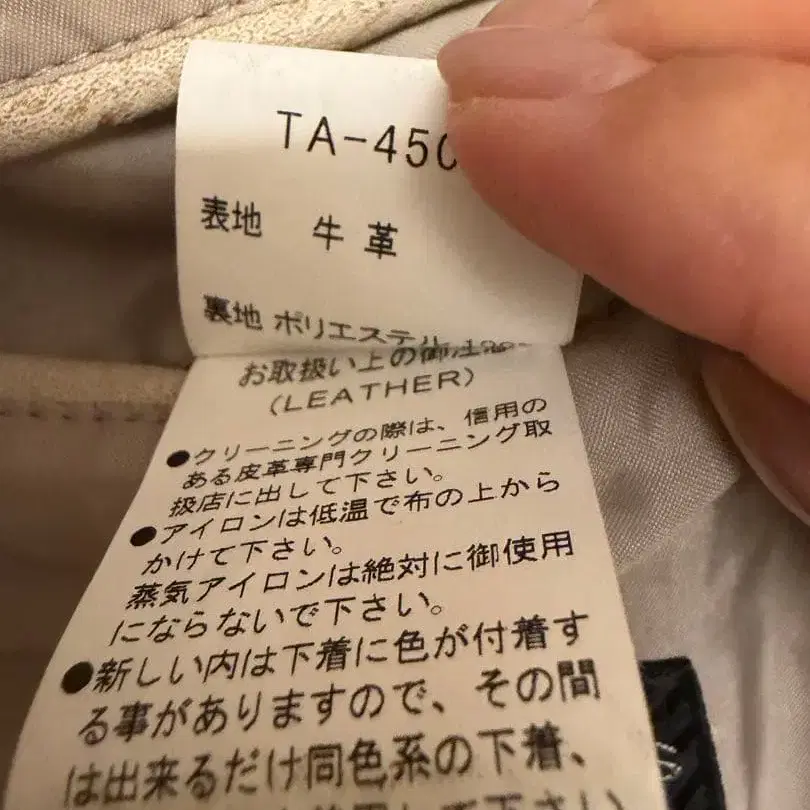 TA-450
表地 牛革
裏地 ポリエステル
お取扱い上の御注
(LEATHER)
●クリーニングの際は、信用の
ある皮革専門クリーニング取
扱店に出して下さい。
●アイロンは低温で布の上から
かけて下さい。
蒸気アイロンは絶対に御使用
にならないで下さい。
●新しい内は下着に色が付着す
る事がありますので、その間
は出来るだけ同色系の下着、